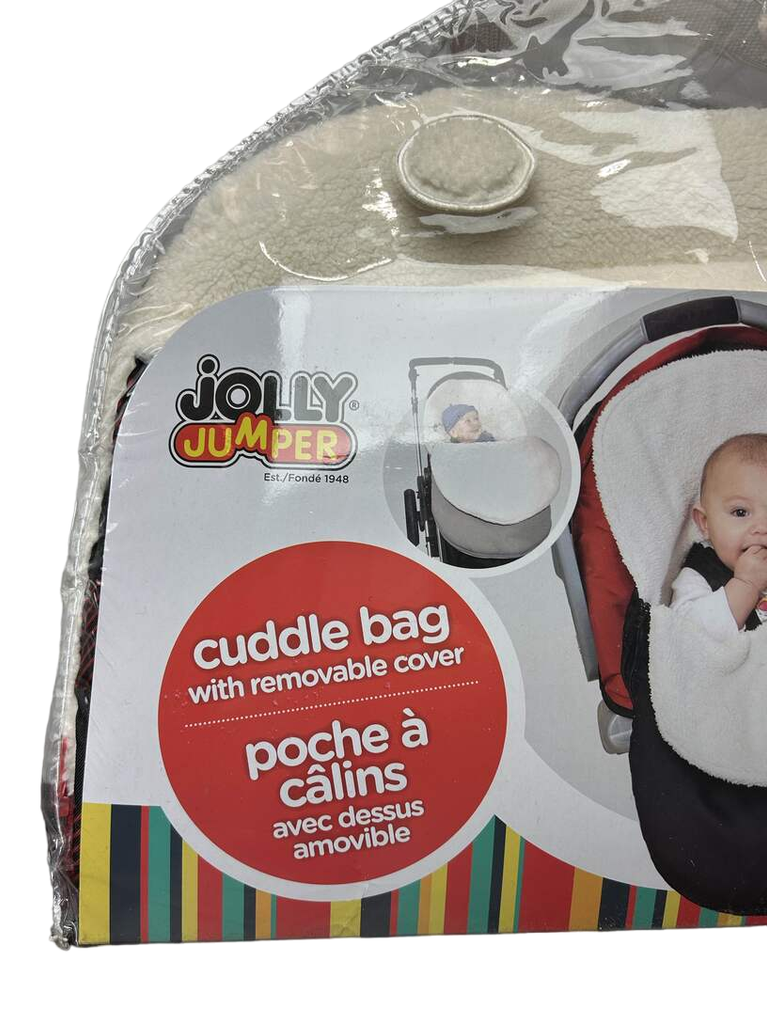 JOLLY®
JUMPER
Est./Fondé 1948
cuddle bag
with removable cover
poche à
câlins
avec dessus
amovible